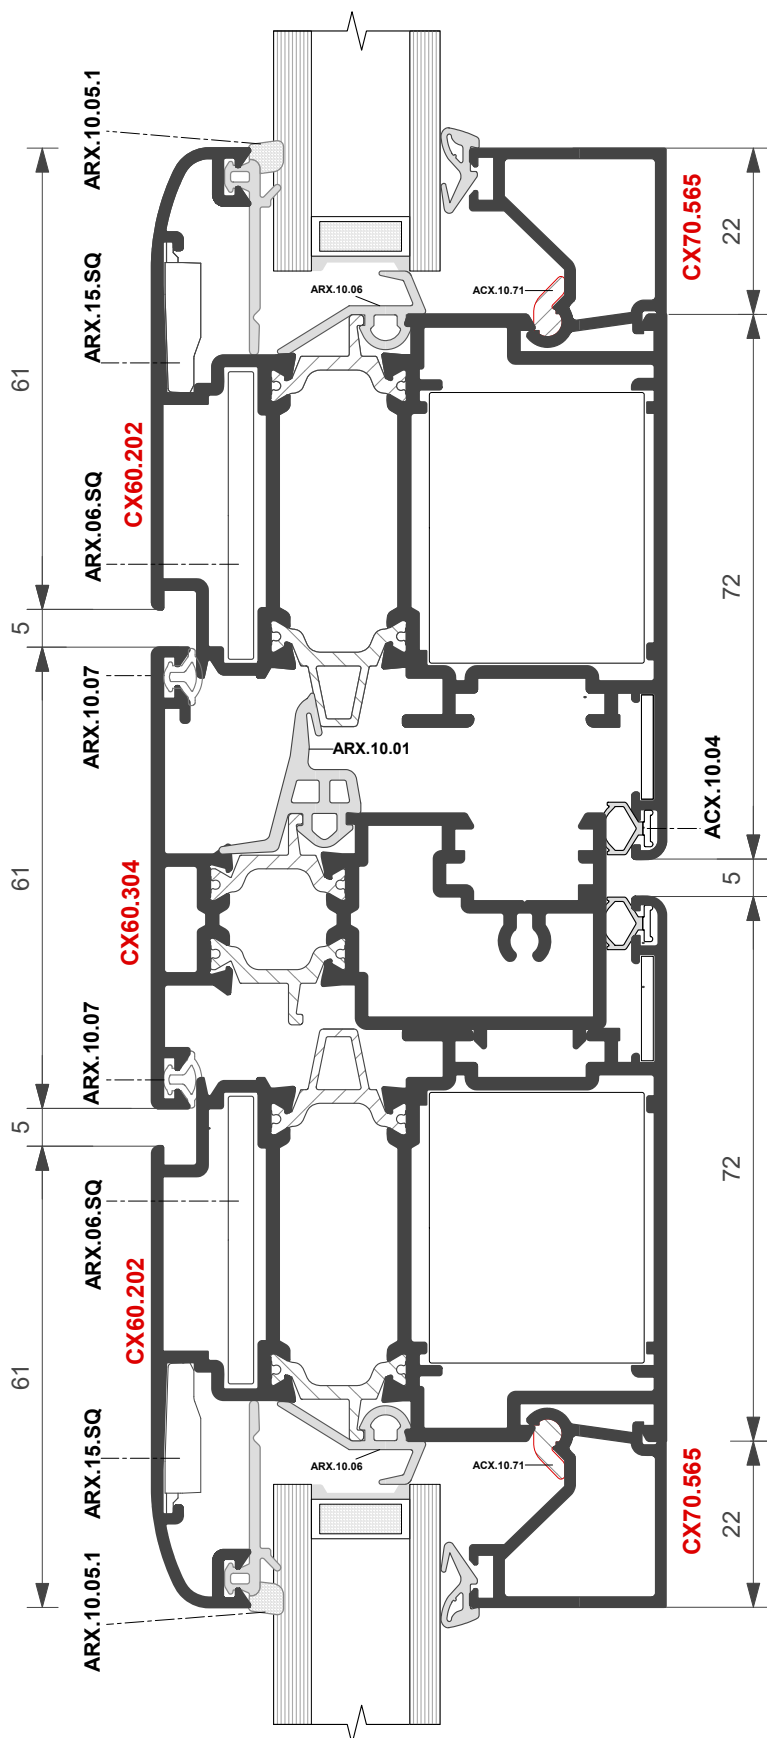 ARX.10.05.1
ARX.15.SQ
61
CX60.202
ARX.06.SQ
5
ARX.10.07
ARX.10.06
ACX.10.71
CX70.565
22
72
ARX.10.01
ACX.10.04
61
CX60.304
5
ARX.10.07
5
ARX.06.SQ
CX60.202
72
61
ARX.15.SQ
ARX.10.06
ACX.10.71
CX70.565
22
ARX.10.05.1